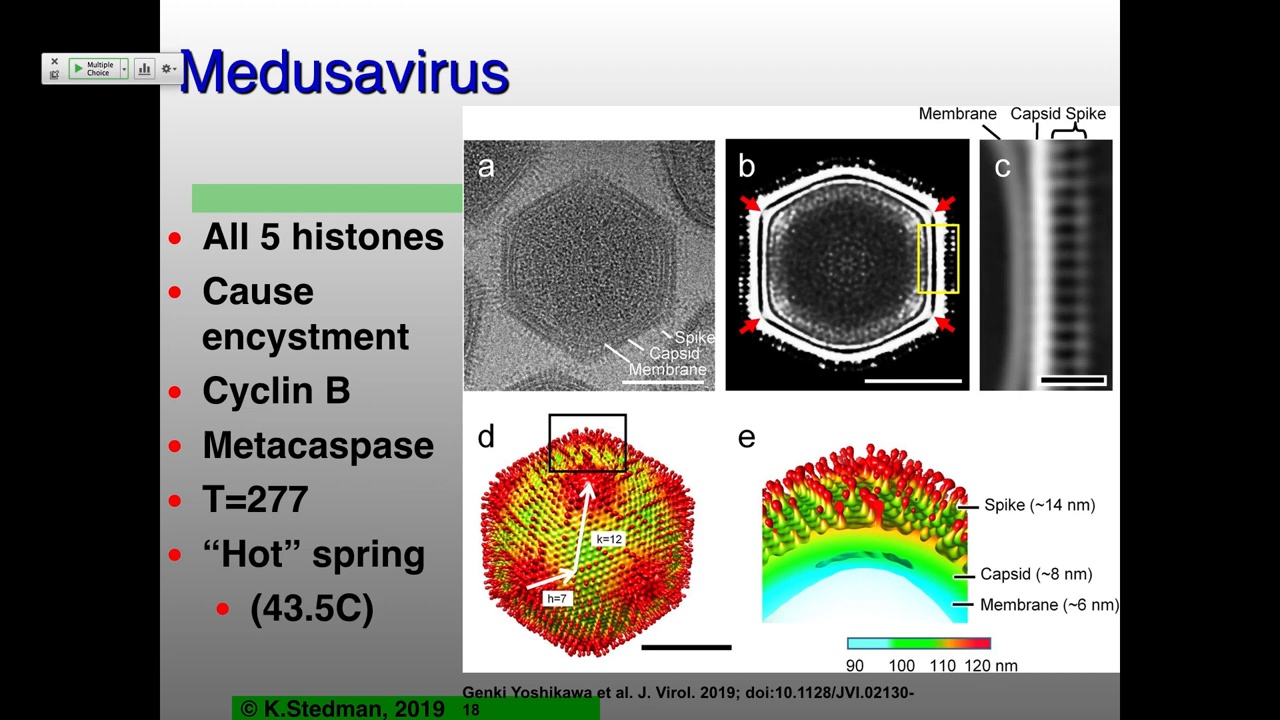 Multiple
Choice
Medusavirus
All 5 histones
Cause
encystment
Cyclin B
Metacaspase
T=277
“Hot” spring
(43.5C)
Membrane Capsid Spike
a
Spike
Capsid
Membrane
b
c
d
k=12
h=7
e
Spike (~14 nm)
Capsid (~8 nm)
Membrane (~6 nm)
90 100 110 120 nm
Genki Yoshikawa et al. J. Virol. 2019; doi:10.1128/JVI.02130-
18
© K.Stedman, 2019